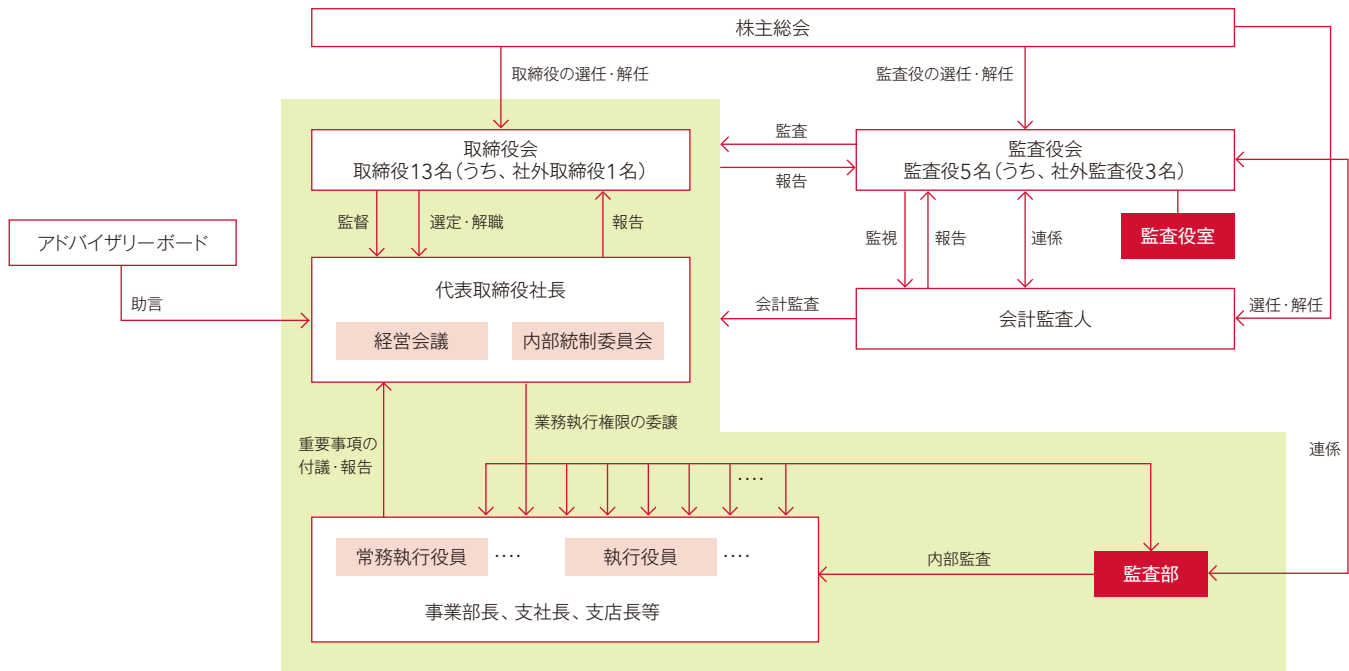 株主総会
取締役の選任・解任
監査役の選任・解任
取締役会
取締役13名（うち、社外取締役1名）
監査
報告
監査役会
監査役5名（うち、社外監査役3名）
監督
選定・解職
報告
監視
報告
連係
監査役室
アドバイザリーボード
助言
代表取締役社長
経営会議
内部統制委員会
会計監査
会計監査人
選任・解任
重要事項の
付議・報告
業務執行権限の委譲
連係
‥‥
常務執行役員 ‥‥
執行役員 ‥‥
事業部長、支社長、支店長等
内部監査
監査部